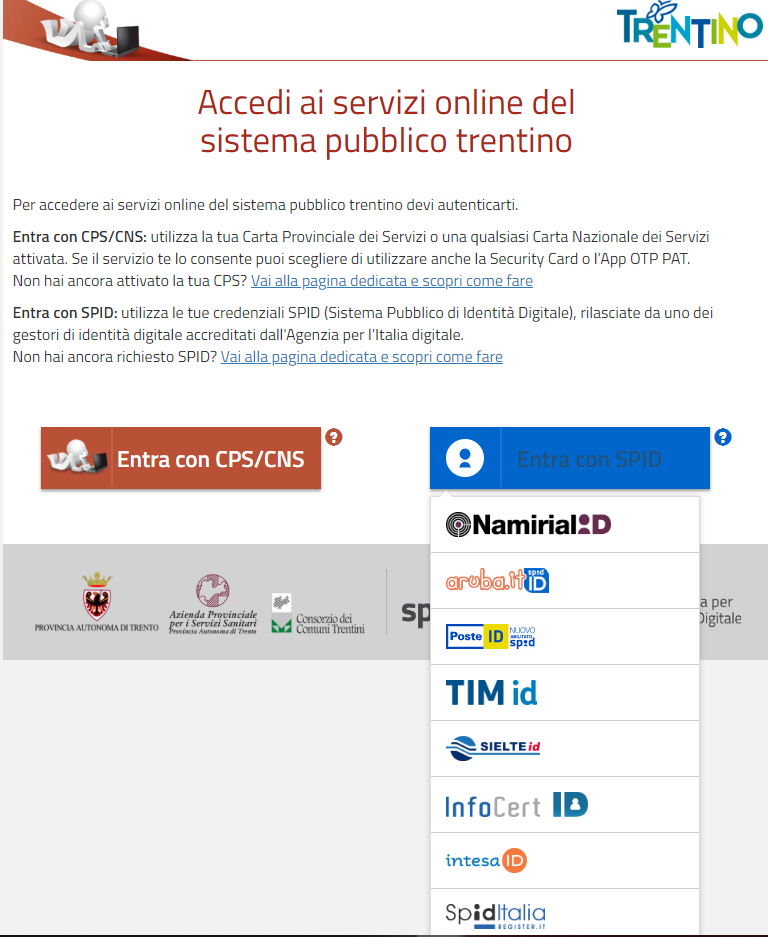 TRENTINO
Accedi ai servizi online del
sistema pubblico trentino
Per accedere ai servizi online del sistema pubblico trentino devi autenticarti.
Entra con CPS/CNS: utilizza la tua Carta Provinciale dei Servizi o una qualsiasi Carta Nazionale dei Servizi
attivata. Se il servizio te lo consente puoi scegliere di utilizzare anche la Security Card o l'App OTP PAT.
Non hai ancora attivato la tua CPS? Vai alla pagina dedicata e scopri come fare
Entra con SPID: utilizza le tue credenziali SPID (Sistema Pubblico di Identità Digitale), rilasciate da uno dei
gestori di identità digitale accreditati dall'Agenzia per l'Italia digitale.
Non hai ancora richiesto SPID? Vai alla pagina dedicata e scopri come fare
Entra con CPS/CNS
?
Entra con SPID
?
Namirial ID
aruba.it spid ID
Poste ID NUOVO ABILITATO spid
TIM id
SIELTE id
InfoCert ID
intesa ID
SpidItalia
REGISTER.IT
PROVINCIA AUTONOMA DI TRENTO
Azienda Provinciale
per i Servizi Sanitari
Provincia Autonoma di Trento
Consorzio dei
Comuni Trentini
sp
a per
Digitale